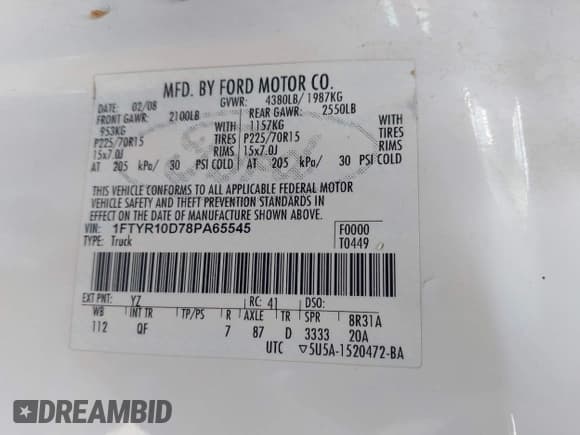 MFD. BY FORD MOTOR CO.
DATE: 02/08 GVWR: 4380LB/ 1987KG
FRONT GAWR: 2100LB REAR GAWR: 2550LB
953KG WITH 1157KG WITH
P225/70R15 TIRES P225/70R15 TIRES
15x7.0J RIMS 15x7.0J RIMS
AT 205 kPa/ 30 PSI COLD AT 205 kPa/ 30 PSI COLD
THIS VEHICLE CONFORMS TO ALL APPLICABLE FEDERAL MOTOR
VEHICLE SAFETY AND THEFT PREVENTION STANDARDS IN
EFFECT ON THE DATE OF MANUFACTURE SHOWN ABOVE.
VIN: 1FTYR10D78PA65545 F0000
TYPE: Truck T0449
EXT PNT: YZ RC: 41 DSO:
WB INT TR TP/PS R AXLE TR SPR 8R31A
112 QF 7 87 D 3333 20A
UTC ▽5U5A-1520472-BA
DREAMBID